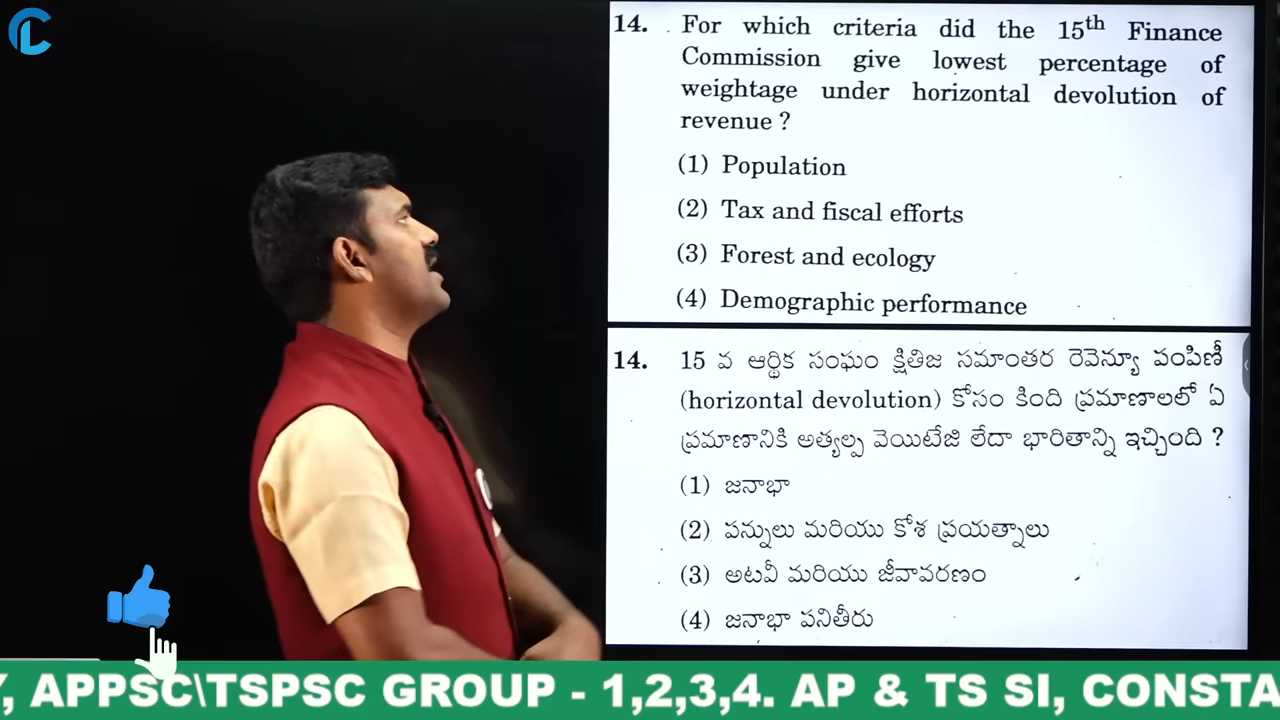 14. For which criteria did the 15th Finance
Commission give lowest percentage of
weightage under horizontal devolution of
revenue ?
(1) Population
(2) Tax and fiscal efforts
(3) Forest and ecology
(4) Demographic performance
14. 15 వ ఆర్థిక సంఘం క్షితిజ సమాంతర రెవెన్యూ పంపిణీ
(horizontal devolution) కోసం కింది ప్రమాణాలలో ఏ
ప్రమాణానికి అత్యల్ప వెయిటేజి లేదా భారితాన్ని ఇచ్చింది ?
(1) జనాభా
(2) పన్నులు మరియు కోశ ప్రయత్నాలు
(3) అటవీ మరియు జీవావరణం
(4) జనాభా పనితీరు
, APPSC\TSPSC GROUP - 1,2,3,4. AP & TS SI, CONSTA